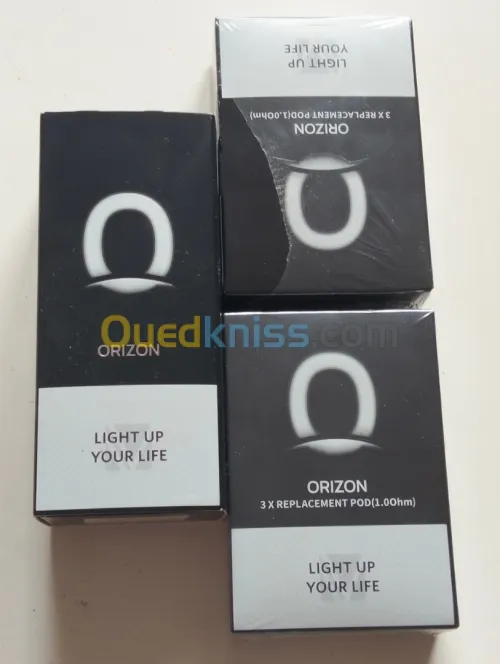 LIGHT UP
YOUR LIFE
3 X REPLACEMENT POD(1.0Ohm)
ORIZON
Ouedkniss.com
ORIZON
LIGHT UP
YOUR LIFE
ORIZON
3 X REPLACEMENT POD(1.0Ohm)
LIGHT UP
YOUR LIFE